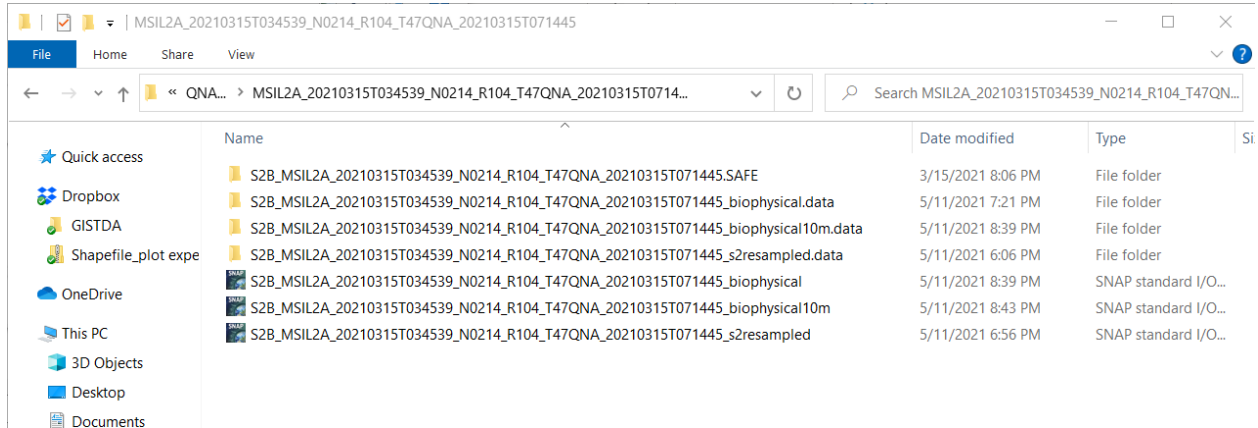 MSIL2A_20210315T034539_N0214_R104_T47QNA_20210315T071445
File Home Share View
« QNA... > MSIL2A_20210315T034539_N0214_R104_T47QNA_20210315T0714...
Search MSIL2A_20210315T034539_N0214_R104_T47QN...
Name Date modified Type Si
Quick access
Dropbox
GISTDA
Shapefile_plot expe
OneDrive
This PC
3D Objects
Desktop
Documents
S2B_MSIL2A_20210315T034539_N0214_R104_T47QNA_20210315T071445.SAFE 3/15/2021 8:06 PM File folder
S2B_MSIL2A_20210315T034539_N0214_R104_T47QNA_20210315T071445_biophysical.data 5/11/2021 7:21 PM File folder
S2B_MSIL2A_20210315T034539_N0214_R104_T47QNA_20210315T071445_biophysical10m.data 5/11/2021 8:39 PM File folder
S2B_MSIL2A_20210315T034539_N0214_R104_T47QNA_20210315T071445_s2resampled.data 5/11/2021 6:06 PM File folder
SNAP S2B_MSIL2A_20210315T034539_N0214_R104_T47QNA_20210315T071445_biophysical 5/11/2021 8:39 PM SNAP standard I/O...
SNAP S2B_MSIL2A_20210315T034539_N0214_R104_T47QNA_20210315T071445_biophysical10m 5/11/2021 8:43 PM SNAP standard I/O...
SNAP S2B_MSIL2A_20210315T034539_N0214_R104_T47QNA_20210315T071445_s2resampled 5/11/2021 6:56 PM SNAP standard I/O...